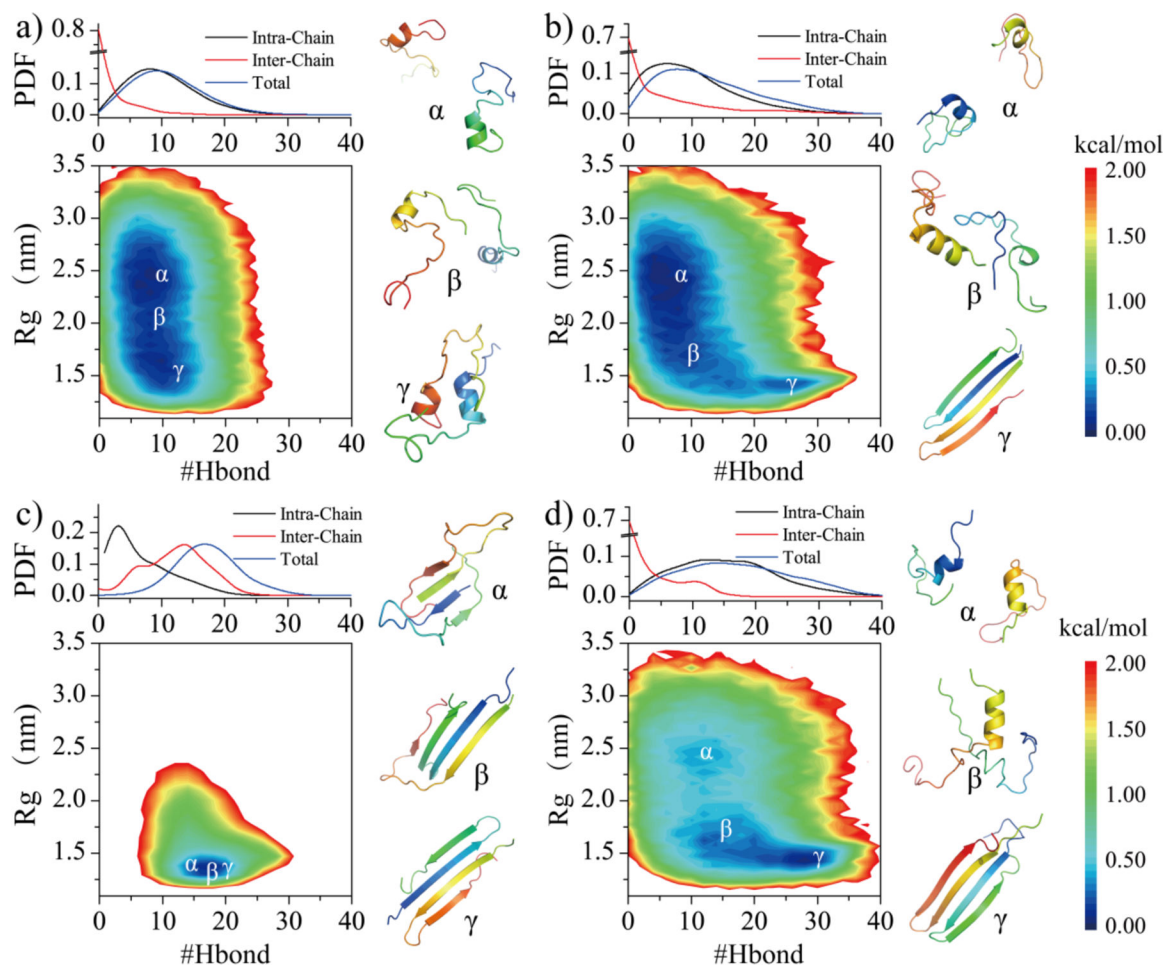 a)
0.8
0.1
0.0
PDF
Intra-Chain
Inter-Chain
Total
0 10 20 30 40
α
β
γ
3.5
3.0
2.5
2.0
1.5
Rg (nm)
α
β
γ
0 10 20 30 40
#Hbond
b)
0.7
0.1
0.0
PDF
Intra-Chain
Inter-Chain
Total
0 10 20 30 40
α
β
γ
3.5
3.0
2.5
2.0
1.5
Rg (nm)
α
β
γ
0 10 20 30 40
#Hbond
kcal/mol
2.00
1.50
1.00
0.50
0.00
c)
0.2
0.1
0.0
PDF
Intra-Chain
Inter-Chain
Total
0 10 20 30 40
α
β
γ
3.5
3.0
2.5
2.0
1.5
Rg (nm)
α
β
γ
0 10 20 30 40
#Hbond
d)
0.7
0.1
0.0
PDF
Intra-Chain
Inter-Chain
Total
0 10 20 30 40
α
β
γ
3.5
3.0
2.5
2.0
1.5
Rg (nm)
α
β
γ
0 10 20 30 40
#Hbond
kcal/mol
2.00
1.50
1.00
0.50
0.00